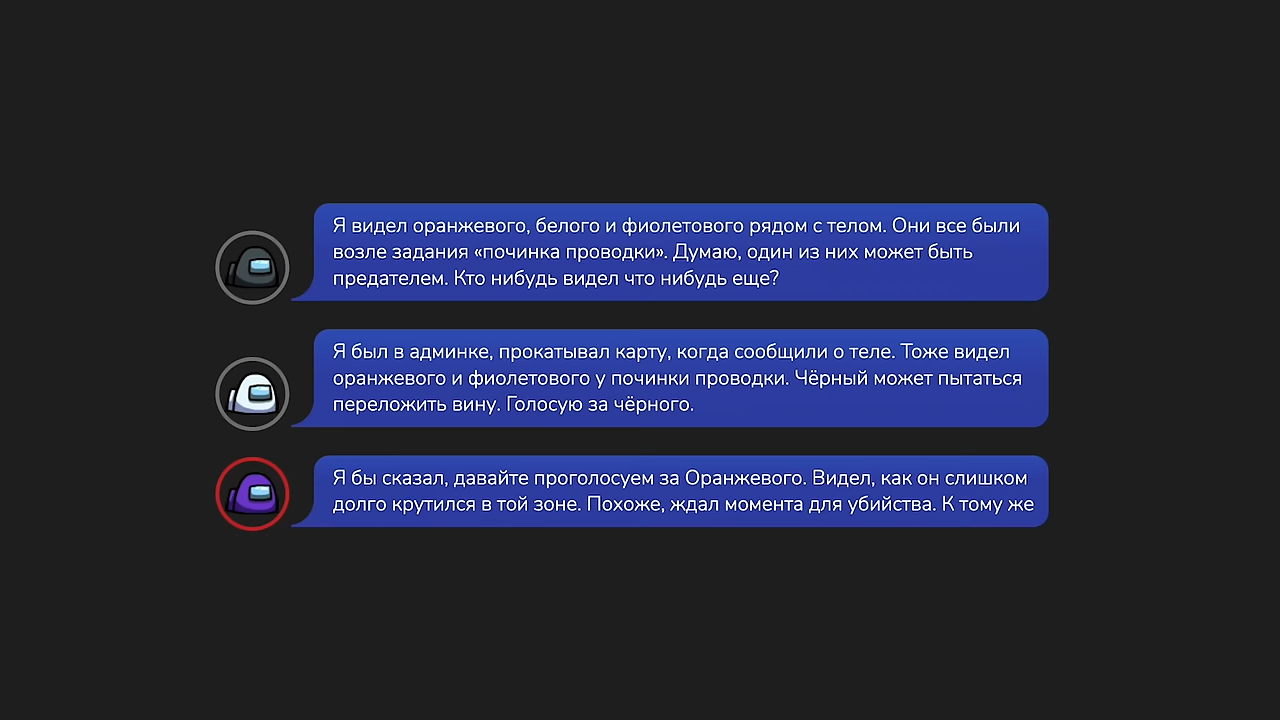 Я видел оранжевого, белого и фиолетового рядом с телом. Они все были
возле задания «починка проводки». Думаю, один из них может быть
предателем. Кто нибудь видел что нибудь еще?
Я был в админке, прокатывал карту, когда сообщили о теле. Тоже видел
оранжевого и фиолетового у починки проводки. Чёрный может пытаться
переложить вину. Голосую за чёрного.
Я бы сказал, давайте проголосуем за Оранжевого. Видел, как он слишком
долго крутился в той зоне. Похоже, ждал момента для убийства. К тому же